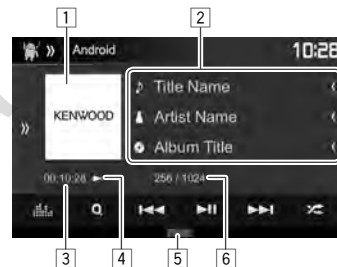 1
2
Android
10:28
Title Name
KENWOOD
Artist Name
Album Title
00:10:28
256 / 1024
3
4
5
6